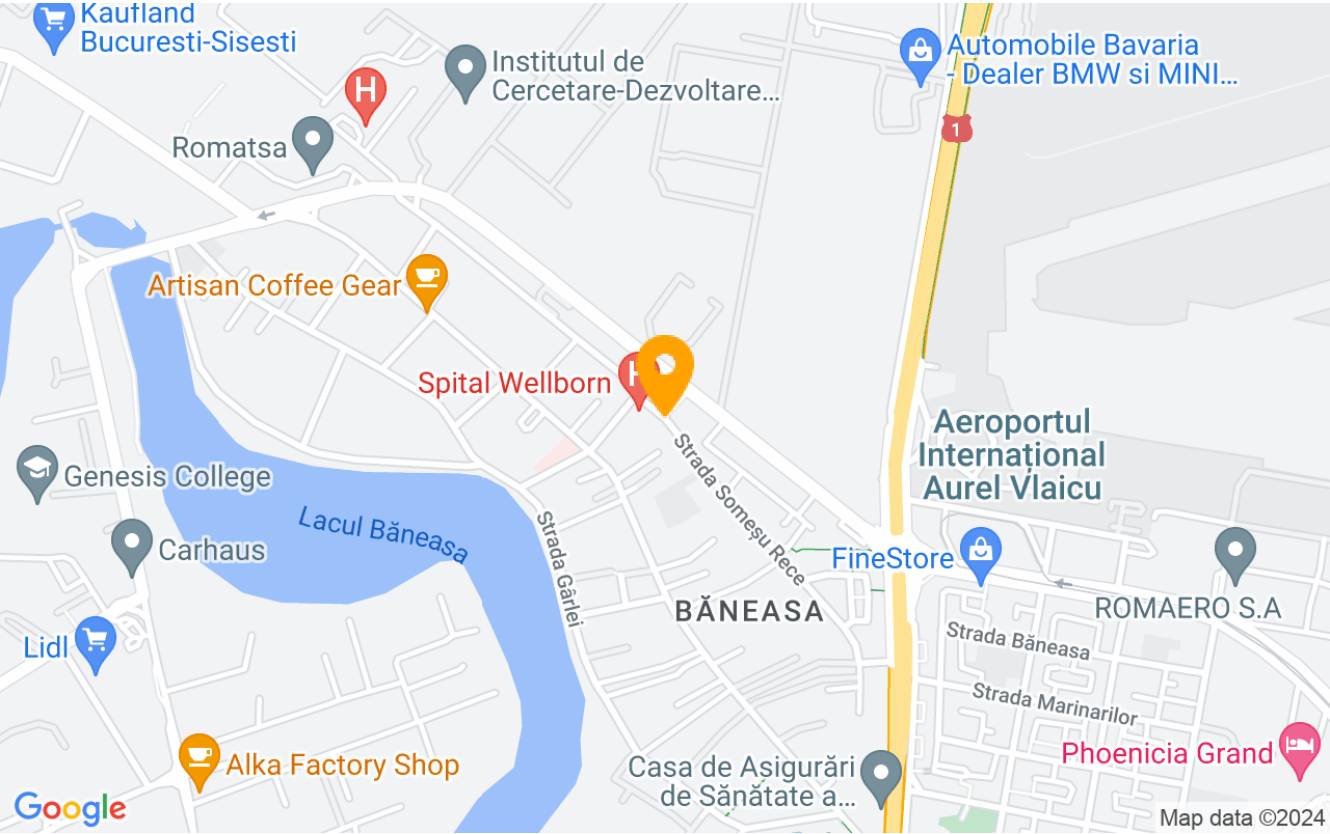 Kaufland
Bucuresti-Sisesti
Institutul de
Cercetare-Dezvoltare...
Automobile Bavaria
- Dealer BMW si MINI...
H
1
Romatsa
Artisan Coffee Gear
Spital Wellborn
H
Strada Someșu Rece
Aeroportul
Internațional
Aurel Vlaicu
Genesis College
Lacul Băneasa
Strada Gârlei
Carhaus
FineStore
BĂNEASA
ROMAERO S.A
Lidl
Strada Băneasa
Strada Marinarilor
Alka Factory Shop
Casa de Asigurări
de Sănătate a...
Phoenicia Grand
Google
Map data ©2024